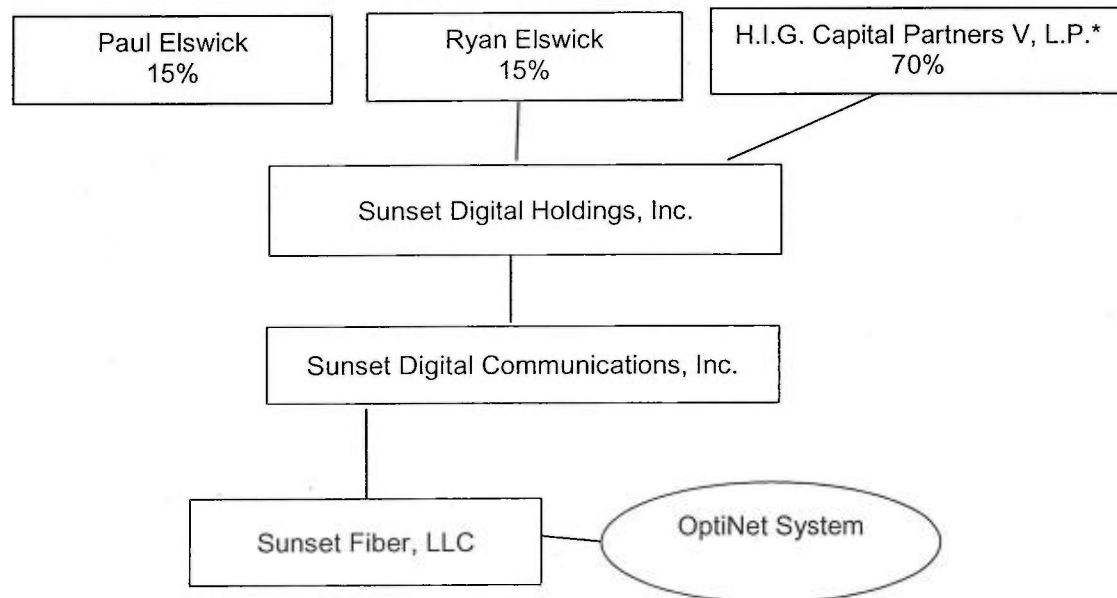 Paul Elswick
15%
Ryan Elswick
15%
H.I.G. Capital Partners V, L.P.*
70%
Sunset Digital Holdings, Inc.
Sunset Digital Communications, Inc.
Sunset Fiber, LLC
OptiNet System